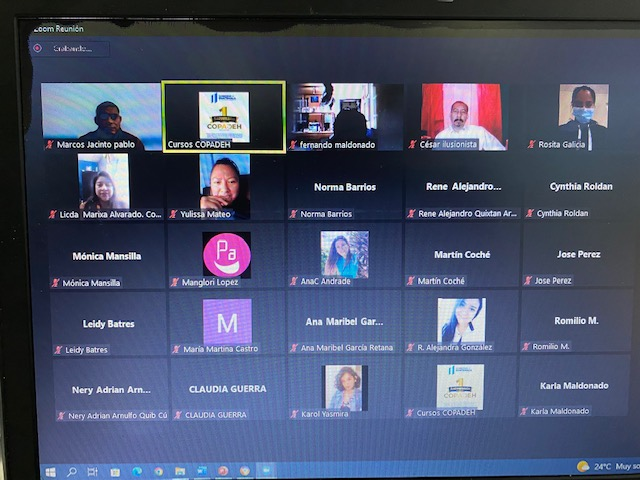 Zoom Reunión
Grabando...
Marcos Jacinto pablo
COPADEH
Cursos COPADEH
fernando maldonado
César ilusionista
Rosita Galicia
Licda Marixa Alvarado. Co...
Yulissa Mateo
Norma Barrios
Norma Barrios
Rene Alejandro...
Rene Alejandro Quixtan Ar...
Cynthia Roldan
Cynthia Roldan
Mónica Mansilla
Mónica Mansilla
Pa
Manglori Lopez
AnaC Andrade
Martín Coché
Martín Coché
Jose Perez
Jose Perez
Leidy Batres
Leidy Batres
M
María Martina Castro
Ana Maribel Gar...
Ana Maribel García Retana
R. Alejandra González
Romilio M.
Romilio M.
Nery Adrian Arn...
Nery Adrian Arnulfo Quib Cú
CLAUDIA GUERRA
CLAUDIA GUERRA
Karol Yasmira
COPADEH
Cursos COPADEH
Karla Maldonado
Karla Maldonado
24°C Muy so